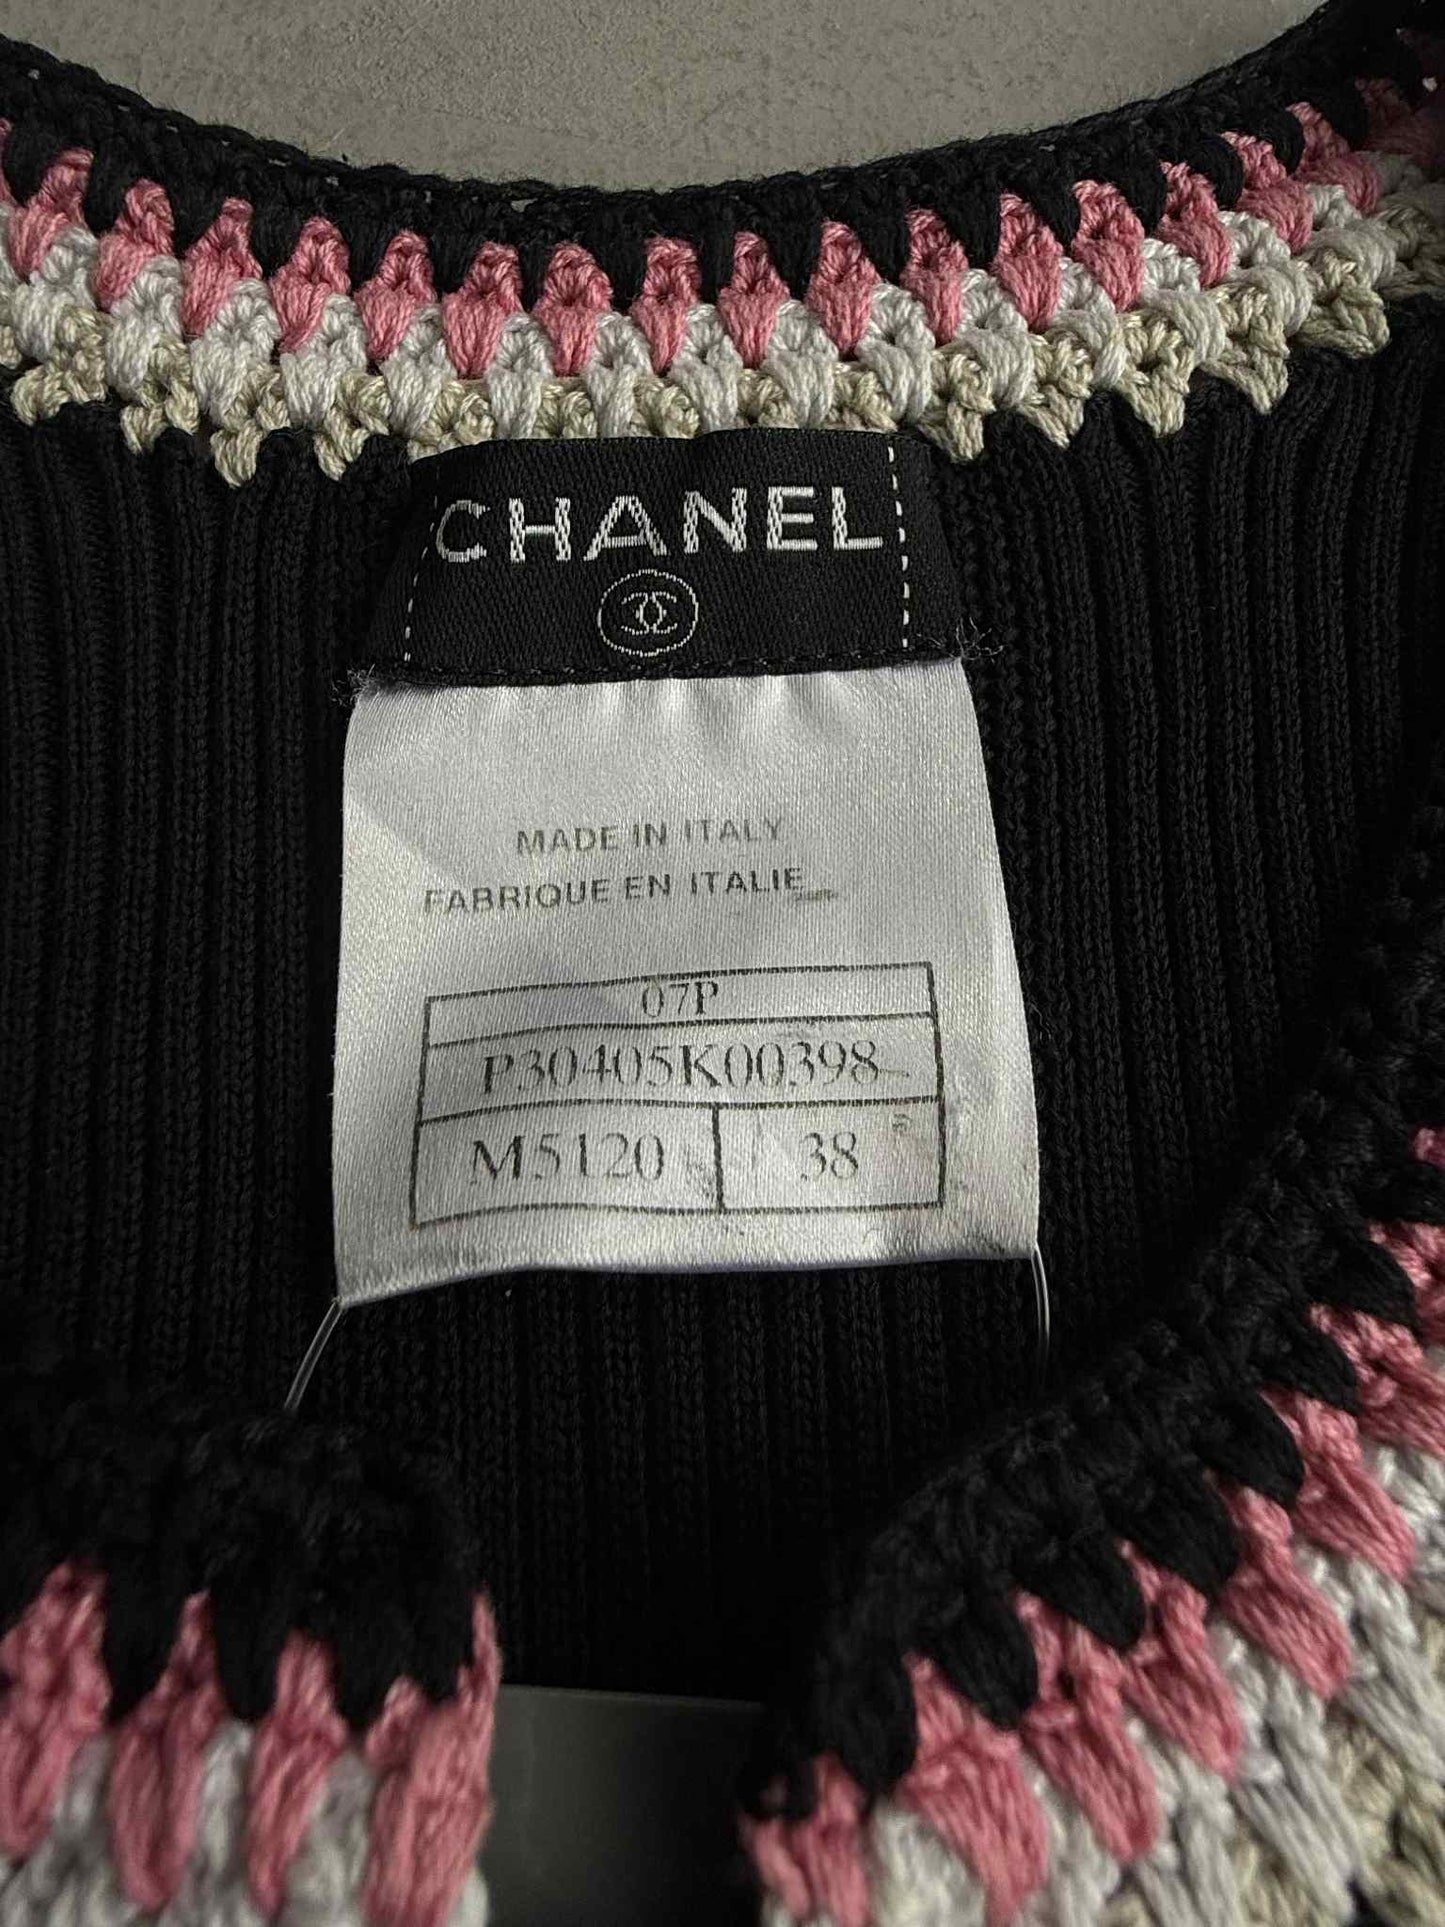 CHANEL
MADE IN ITALY
FABRIQUE EN ITALIE
07P
P30405K00398
M5120 38